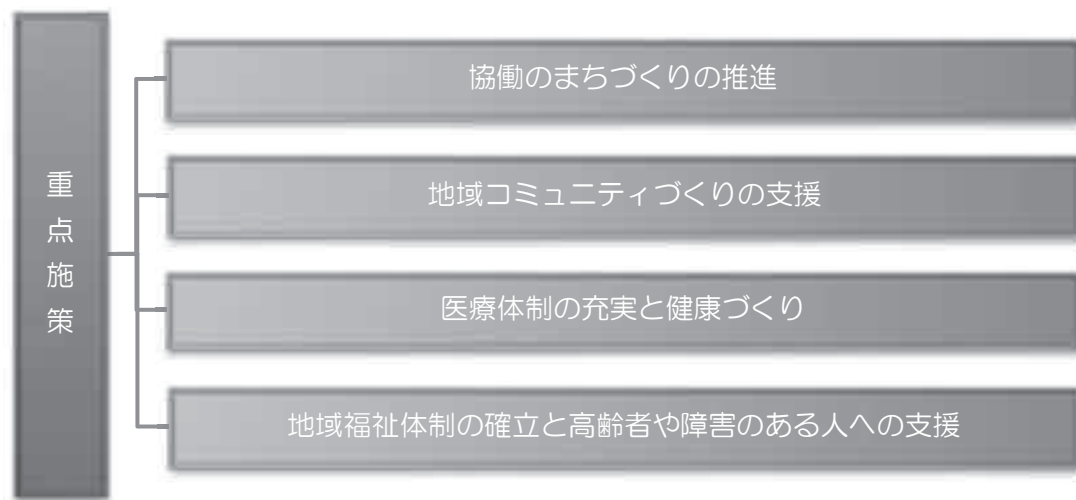 重点施策
協働のまちづくりの推進
地域コミュニティづくりの支援
医療体制の充実と健康づくり
地域福祉体制の確立と高齢者や障害のある人への支援